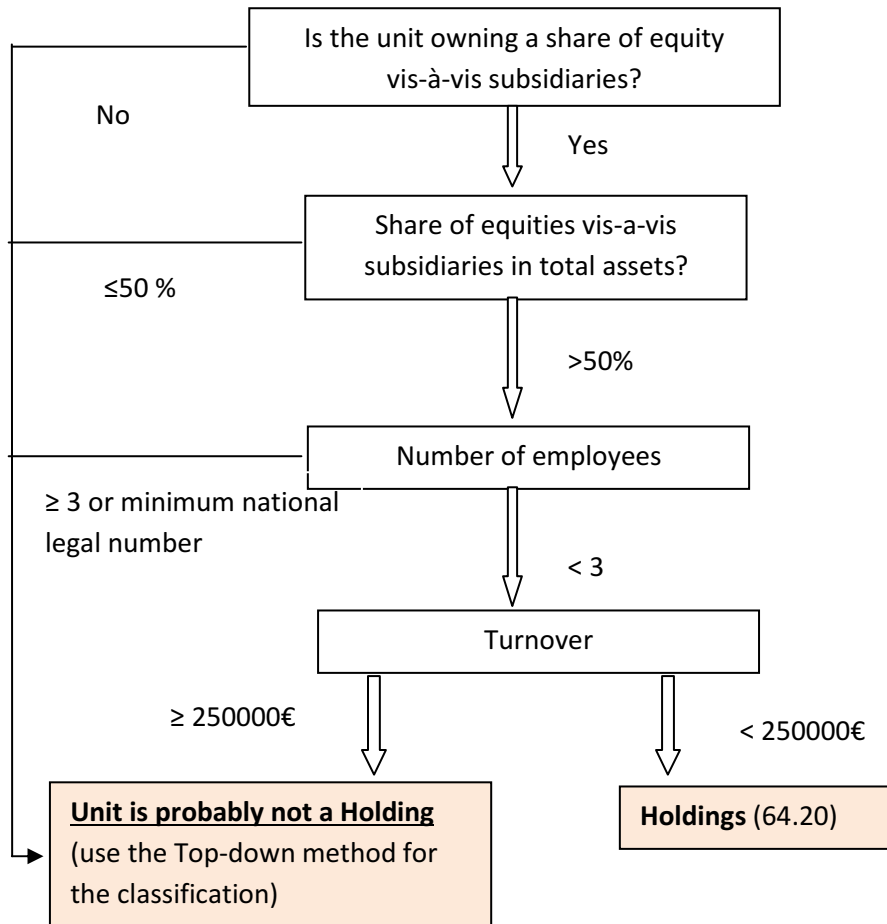 Is the unit owning a share of equity
vis-à-vis subsidiaries?
No
Yes
Share of equities vis-a-vis
subsidiaries in total assets?
≤50 %
>50%
Number of employees
≥ 3 or minimum national
legal number
< 3
Turnover
≥ 250000€
< 250000€
Unit is probably not a Holding
(use the Top-down method for
the classification)
Holdings (64.20)